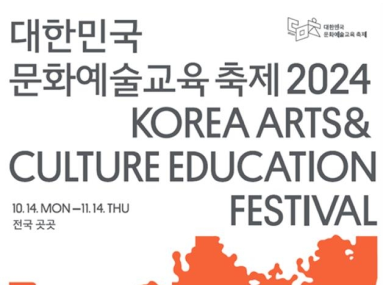 대한민국
문화예술교육 축제 2024
KOREA ARTS&
CULTURE EDUCATION
FESTIVAL
10.14. MON–11.14. THU
전국 곳곳
대한민국
문화예술교육 축제